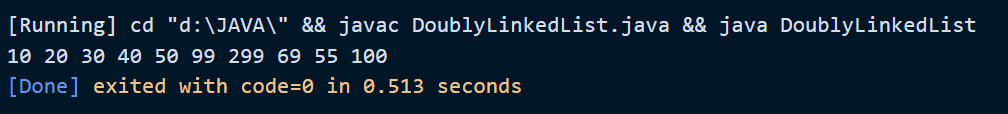 [Running] cd "d:\JAVA\" && javac DoublyLinkedList.java && java DoublyLinkedList
10 20 30 40 50 99 299 69 55 100
[Done] exited with code=0 in 0.513 seconds